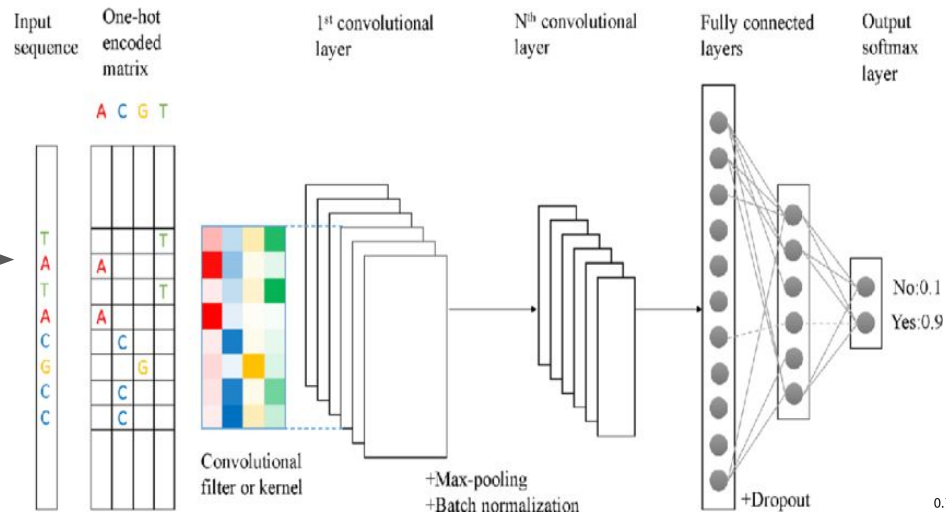 Input
sequence
One-hot
encoded
matrix
1st convolutional
layer
Nth convolutional
layer
Fully connected
layers
Output
softmax
layer
A C G T
T
A
T
A
C
G
C
C
T
A
T
A
C
G
C
C
No:0.1
Yes:0.9
Convolutional
filter or kernel
+Max-pooling
+Batch normalization
+Dropout